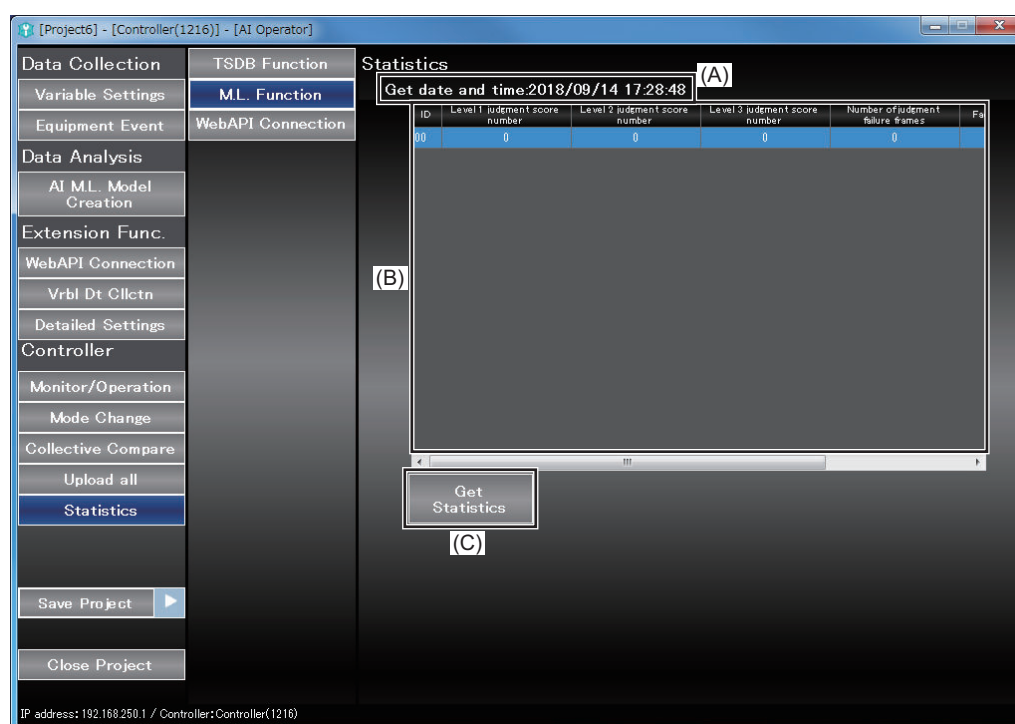 [Project6] - [Controller(1216)] - [AI Operator]
Data Collection
Variable Settings
Equipment Event
Data Analysis
AI M.L. Model
Creation
Extension Func.
WebAPI Connection
Vrbl Dt Cllctn
Detailed Settings
Controller
Monitor/Operation
Mode Change
Collective Compare
Upload all
Statistics
Save Project
Close Project
TSDB Function
M.L. Function
WebAPI Connection
Statistics
(A)
Get date and time:2018/09/14 17:28:48
ID Level 1 judgment score number Level 2 judgment score number Level 3 judgment score number Number of judgment failure frames Fa
00 0 0 0 0
(B)
Get
Statistics
(C)
IP address: 192.168.250.1 / Controller:Controller(1216)